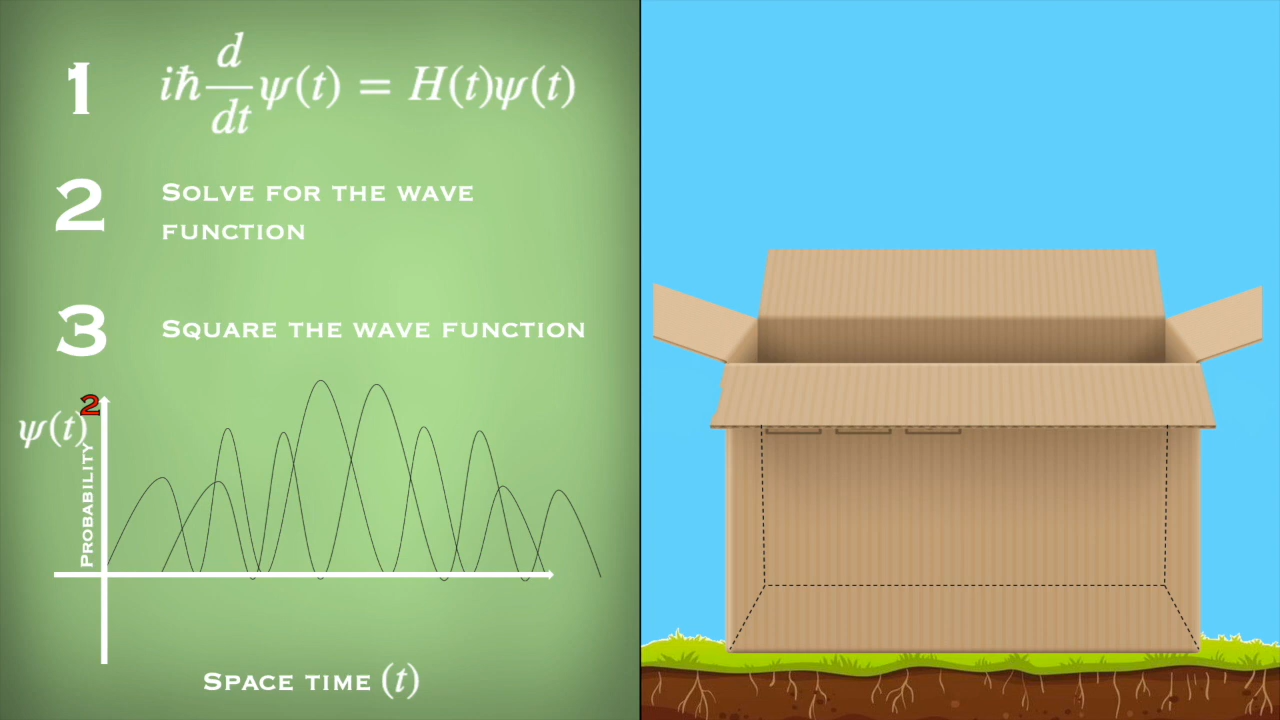 1 iħ d/dt ψ(t) = H(t)ψ(t)
2 SOLVE FOR THE WAVE
FUNCTION
3 SQUARE THE WAVE FUNCTION
ψ(t)²
PROBABILITY
SPACE TIME (t)